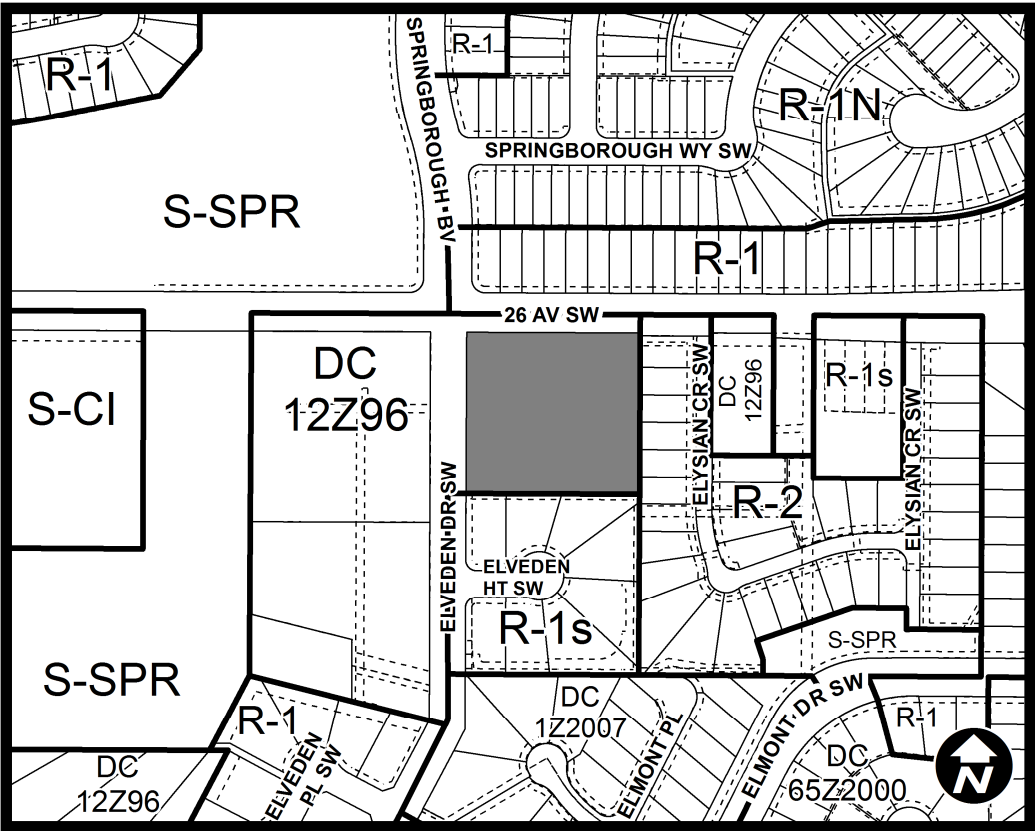 R-1
R-1
SPRINGBOROUGH BV
R-1N
SPRINGBOROUGH WY SW
S-SPR
R-1
26 AV SW
DC
12Z96
S-CI
ELYSIAN CR SW
DC
12Z96
R-1s
ELYSIAN CR SW
R-2
ELVEDEN DR SW
ELVEDEN
HT SW
R-1s
S-SPR
S-SPR
R-1
ELVEDEN
PL SW
DC
1Z2007
ELMONT PL
ELMONT DR SW
R-1
DC
65Z2000
DC
12Z96
N